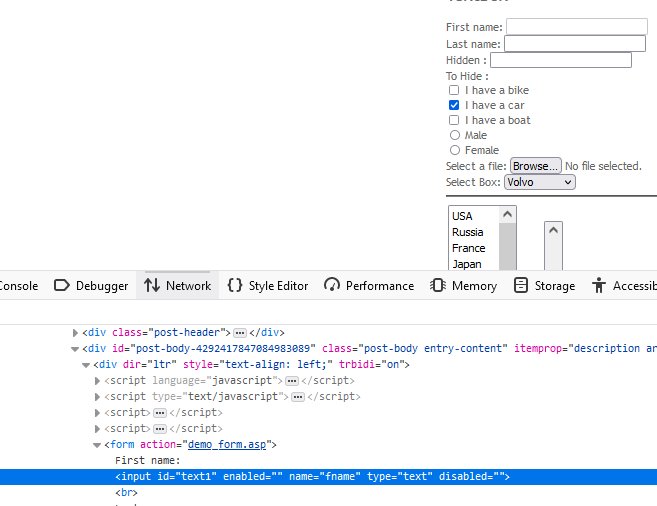 First name:
Last name:
Hidden :
To Hide :
I have a bike
I have a car
I have a boat
Male
Female
Select a file: Browse... No file selected.
Select Box: Volvo
USA
Russia
France
Japan
Console Debugger Network {} Style Editor Performance Memory Storage Accessib
<div class="post-header"> ... </div>
<div id="post-body-4292417847084983089" class="post-body entry-content" itemprop="description ar
<div dir="ltr" style="text-align: left;" trbidi="on">
<script language="javascript"> ... </script>
<script type="text/javascript"> ... </script>
<script> ... </script>
<script> ... </script>
<form action="demo_form.asp">
First name:
<input id="text1" enabled="" name="fname" type="text" disabled="">
<br>